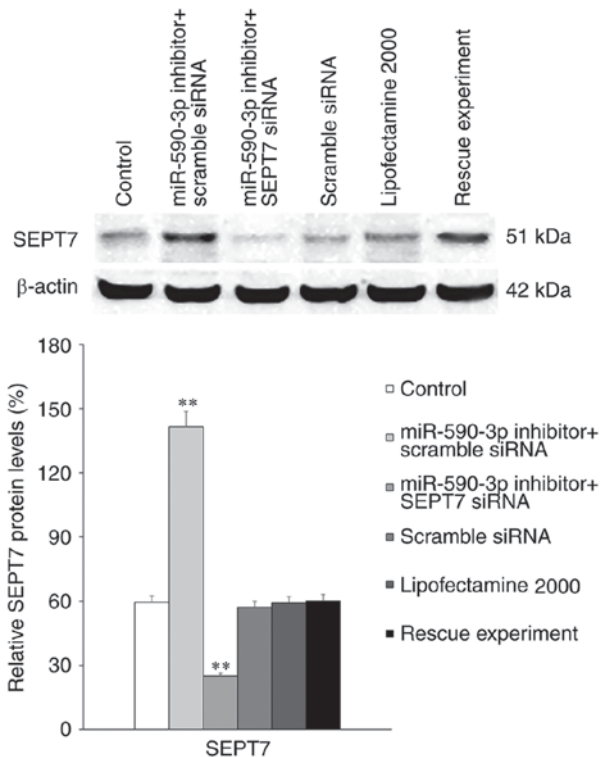 Control
miR-590-3p inhibitor+
scramble siRNA
miR-590-3p inhibitor+
SEPT7 siRNA
Scramble siRNA
Lipofectamine 2000
Rescue experiment
SEPT7
51 kDa
β-actin
42 kDa
Relative SEPT7 protein levels (%)
180
150
120
90
60
30
0
**
**
SEPT7
Control
miR-590-3p inhibitor+
scramble siRNA
miR-590-3p inhibitor+
SEPT7 siRNA
Scramble siRNA
Lipofectamine 2000
Rescue experiment